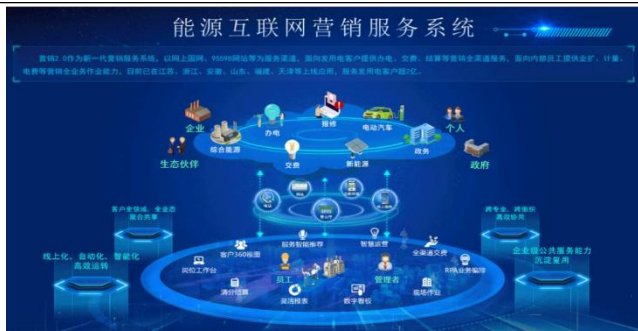 能源互联网营销服务系统
营销2.0作为新一代营销服务系统，以网上国网、95598网站等为服务渠道，面向发用电客户提供办电、交费、结算等营销全渠道服务，面向内部员工提供业扩、计量、
电费等营销全业务作业能力，目前已在江苏、浙江、安徽、山东、福建、天津等上线应用，服务发用电客户超2亿。
报修
企业
办电
电动汽车
个人
综合能源
政务
生态伙伴
交费
新能源
政府
客户全领域、全业态
融合共享
跨专业、跨组织
高效协同
服务智能推荐
智慧运营
线上化、自动化、智能化
高效运转
客户360视图
全渠道交费
企业级公共服务能力
沉淀复用
岗位工作台
员工
管理者
RPA业务编排
清分结算
灵活报表
数字看板
现场作业